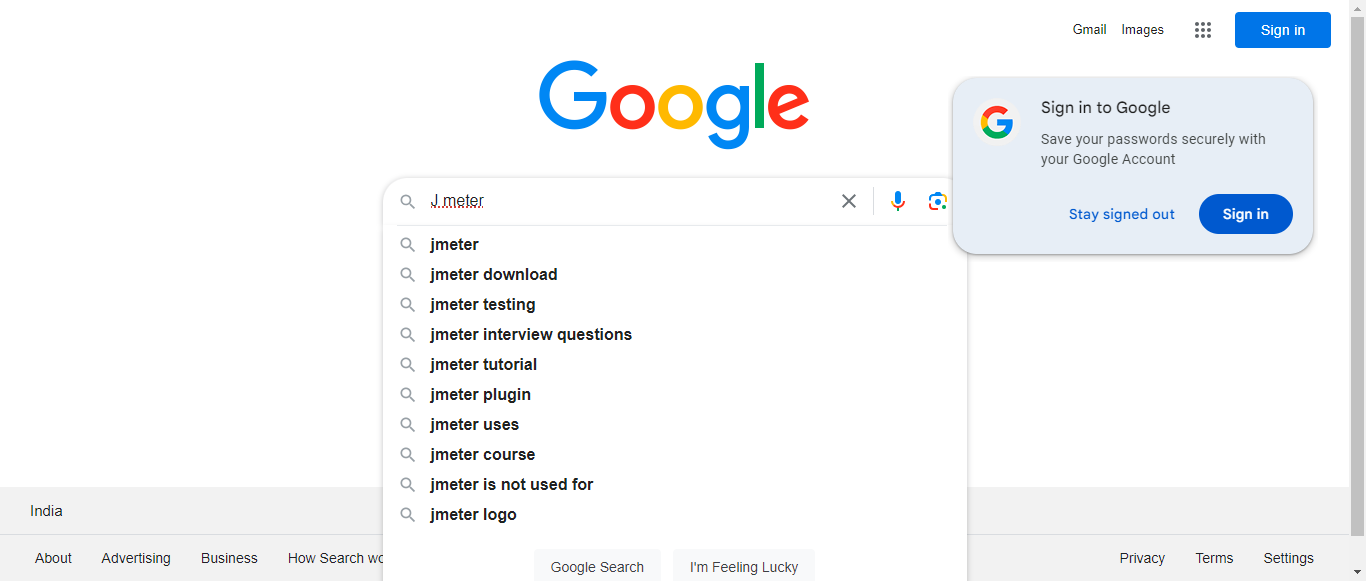 Gmail Images Sign in
Google
Sign in to Google
Save your passwords securely with
your Google Account
Stay signed out Sign in
J meter
jmeter
jmeter download
jmeter testing
jmeter interview questions
jmeter tutorial
jmeter plugin
jmeter uses
jmeter course
jmeter is not used for
jmeter logo
Google Search I'm Feeling Lucky
India
About Advertising Business How Search Privacy Terms Settings